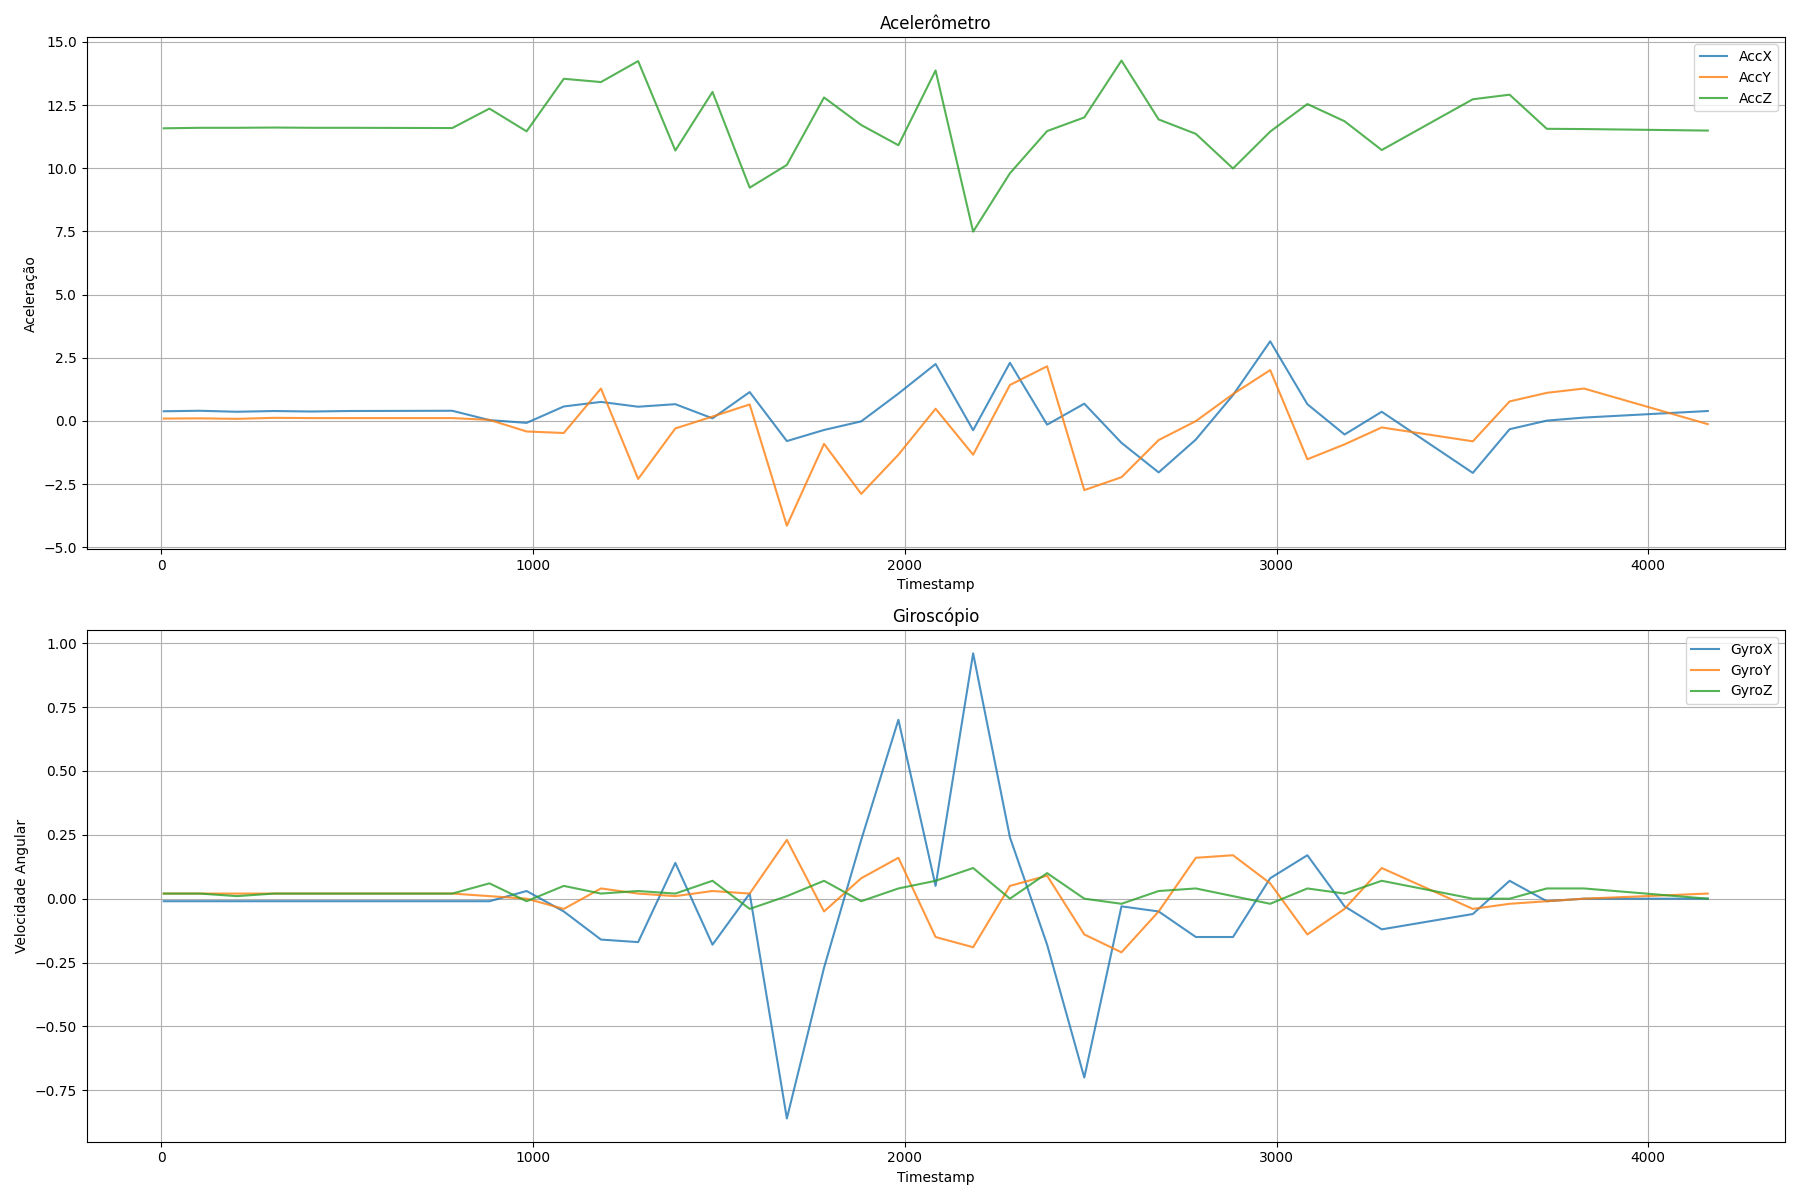 Acelerômetro
15.0
12.5
10.0
7.5
5.0
2.5
0.0
−2.5
−5.0
Aceleração
AccX
AccY
AccZ
0 1000 2000 3000 4000
Timestamp
Giroscópio
1.00
0.75
0.50
0.25
0.00
−0.25
−0.50
−0.75
Velocidade Angular
GyroX
GyroY
GyroZ
0 1000 2000 3000 4000
Timestamp